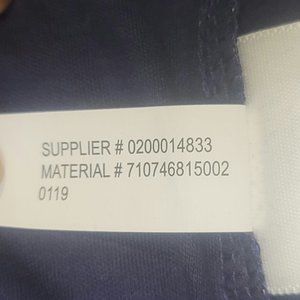 SUPPLIER # 0200014833
MATERIAL # 710746815002
0119